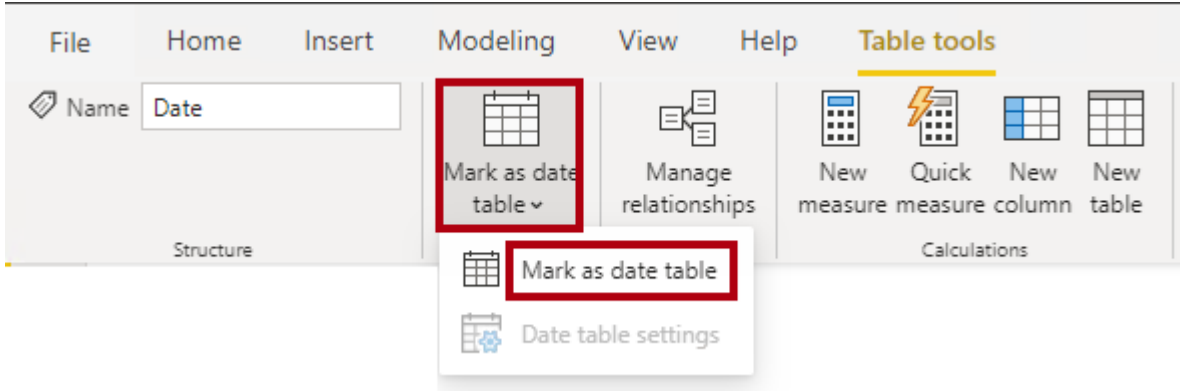 File Home Insert Modeling View Help Table tools
Name Date
Mark as date
table
Manage
relationships
New
measure
Quick
measure
New
column
New
table
Structure
Calculations
Mark as date table
Date table settings